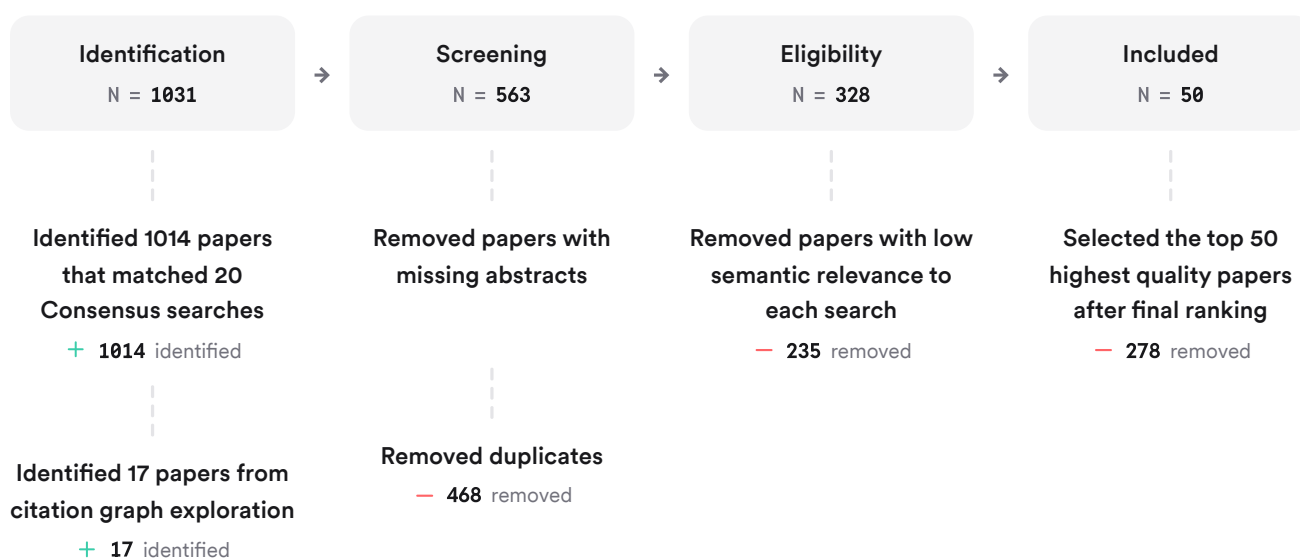 Identification
N = 1031
→
Screening
N = 563
→
Eligibility
N = 328
→
Included
N = 50
Identified 1014 papers
that matched 20
Consensus searches
+ 1014 identified
Identified 17 papers from
citation graph exploration
+ 17 identified
Removed papers with
missing abstracts
Removed duplicates
− 468 removed
Removed papers with low
semantic relevance to
each search
− 235 removed
Selected the top 50
highest quality papers
after final ranking
− 278 removed